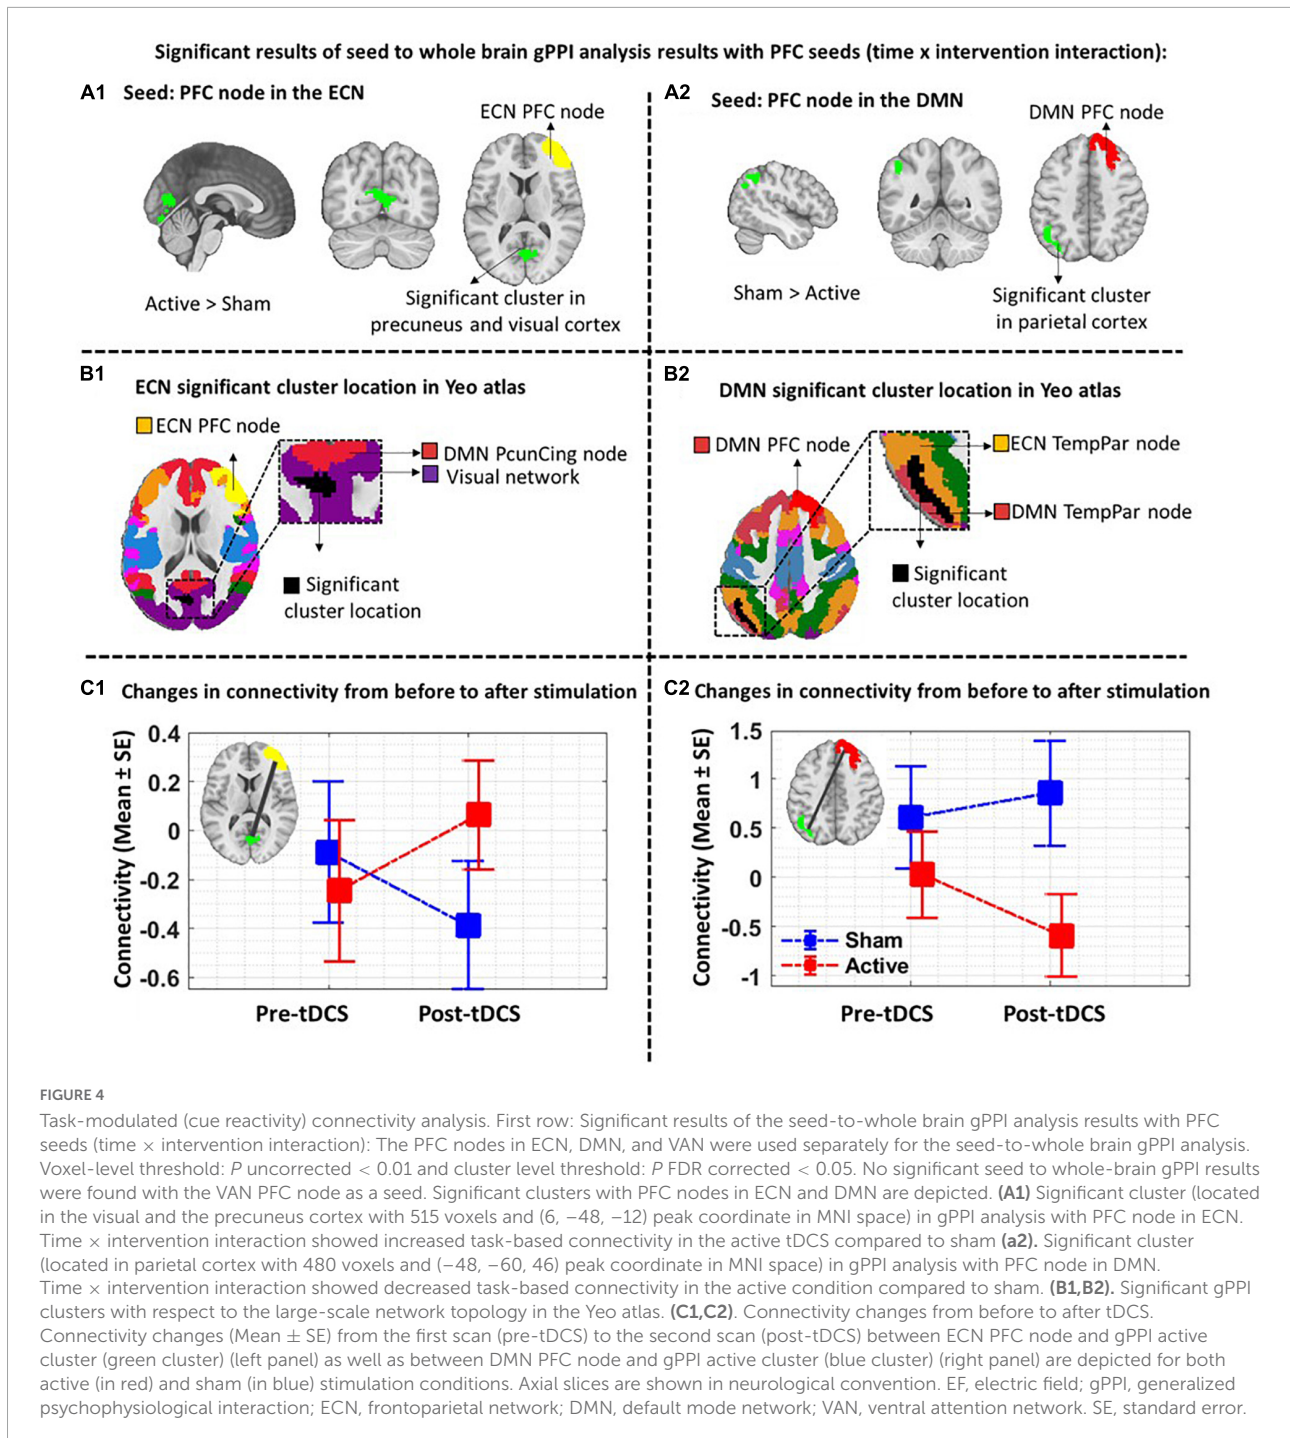 Significant results of seed to whole brain gPPI analysis results with PFC seeds (time x intervention interaction):
A1 Seed: PFC node in the ECN
ECN PFC node
Active > Sham
Significant cluster in
precuneus and visual cortex
A2 Seed: PFC node in the DMN
DMN PFC node
Sham > Active
Significant cluster
in parietal cortex
B1 ECN significant cluster location in Yeo atlas
ECN PFC node
DMN PcunCing node
Visual network
Significant
cluster location
B2 DMN significant cluster location in Yeo atlas
DMN PFC node
ECN TempPar node
DMN TempPar node
Significant
cluster location
C1 Changes in connectivity from before to after stimulation
Connectivity (Mean ± SE)
0.4
0.2
0
-0.2
-0.4
-0.6
Pre-tDCS Post-tDCS
C2 Changes in connectivity from before to after stimulation
Connectivity (Mean ± SE)
1.5
1
0.5
0
-0.5
-1
Sham
Active
Pre-tDCS Post-tDCS
FIGURE 4
Task-modulated (cue reactivity) connectivity analysis. First row: Significant results of the seed-to-whole brain gPPI analysis results with PFC
seeds (time × intervention interaction): The PFC nodes in ECN, DMN, and VAN were used separately for the seed-to-whole brain gPPI analysis.
Voxel-level threshold: P uncorrected < 0.01 and cluster level threshold: P FDR corrected < 0.05. No significant seed to whole-brain gPPI results
were found with the VAN PFC node as a seed. Significant clusters with PFC nodes in ECN and DMN are depicted. (A1) Significant cluster (located
in the visual and the precuneus cortex with 515 voxels and (6, −48, −12) peak coordinate in MNI space) in gPPI analysis with PFC node in ECN.
Time × intervention interaction showed increased task-based connectivity in the active tDCS compared to sham (a2). Significant cluster
(located in parietal cortex with 480 voxels and (−48, −60, 46) peak coordinate in MNI space) in gPPI analysis with PFC node in DMN.
Time × intervention interaction showed decreased task-based connectivity in the active condition compared to sham. (B1,B2). Significant gPPI
clusters with respect to the large-scale network topology in the Yeo atlas. (C1,C2). Connectivity changes from before to after tDCS.
Connectivity changes (Mean ± SE) from the first scan (pre-tDCS) to the second scan (post-tDCS) between ECN PFC node and gPPI active
cluster (green cluster) (left panel) as well as between DMN PFC node and gPPI active cluster (blue cluster) (right panel) are depicted for both
active (in red) and sham (in blue) stimulation conditions. Axial slices are shown in neurological convention. EF, electric field; gPPI, generalized
psychophysiological interaction; ECN, frontoparietal network; DMN, default mode network; VAN, ventral attention network. SE, standard error.